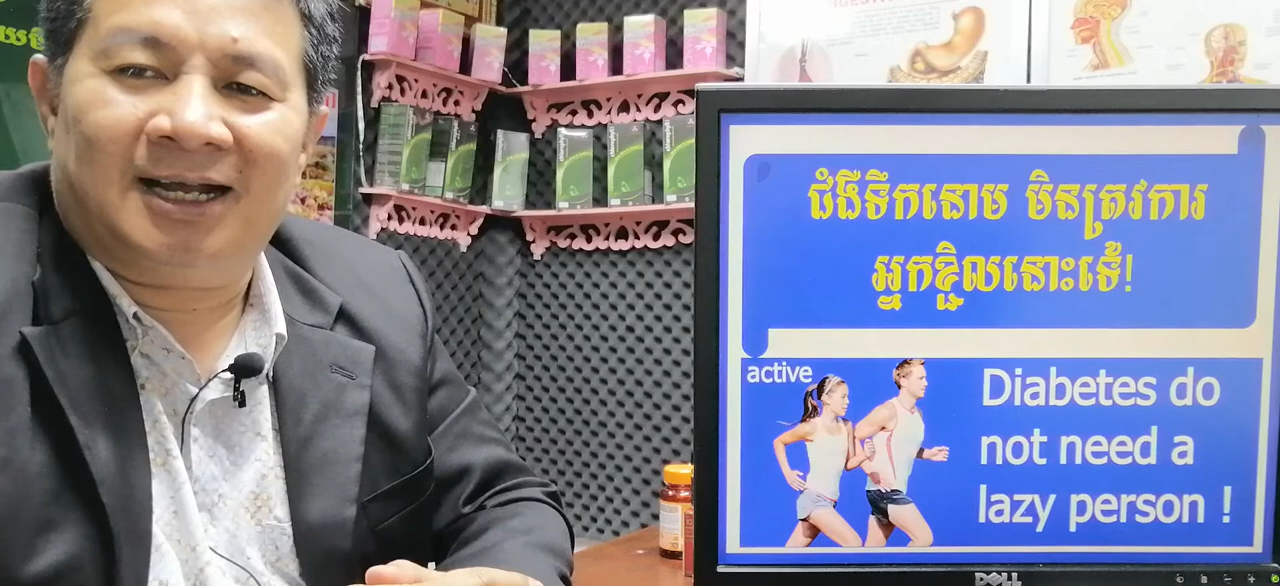 ជំងឺទឹកនោម មិនត្រូវការ
អ្នកខ្ជិលនោះទេ!
active
Diabetes do
not need a
lazy person !
DELL